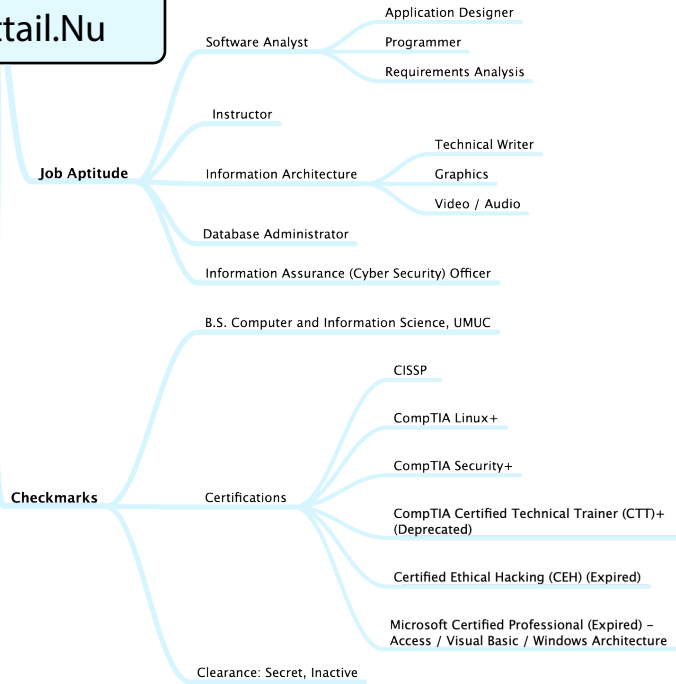 ttail.Nu
Job Aptitude
Software Analyst
Application Designer
Programmer
Requirements Analysis
Instructor
Information Architecture
Technical Writer
Graphics
Video / Audio
Database Administrator
Information Assurance (Cyber Security) Officer
Checkmarks
B.S. Computer and Information Science, UMUC
Certifications
CISSP
CompTIA Linux+
CompTIA Security+
CompTIA Certified Technical Trainer (CTT)+
(Deprecated)
Certified Ethical Hacking (CEH) (Expired)
Microsoft Certified Professional (Expired) –
Access / Visual Basic / Windows Architecture
Clearance: Secret, Inactive